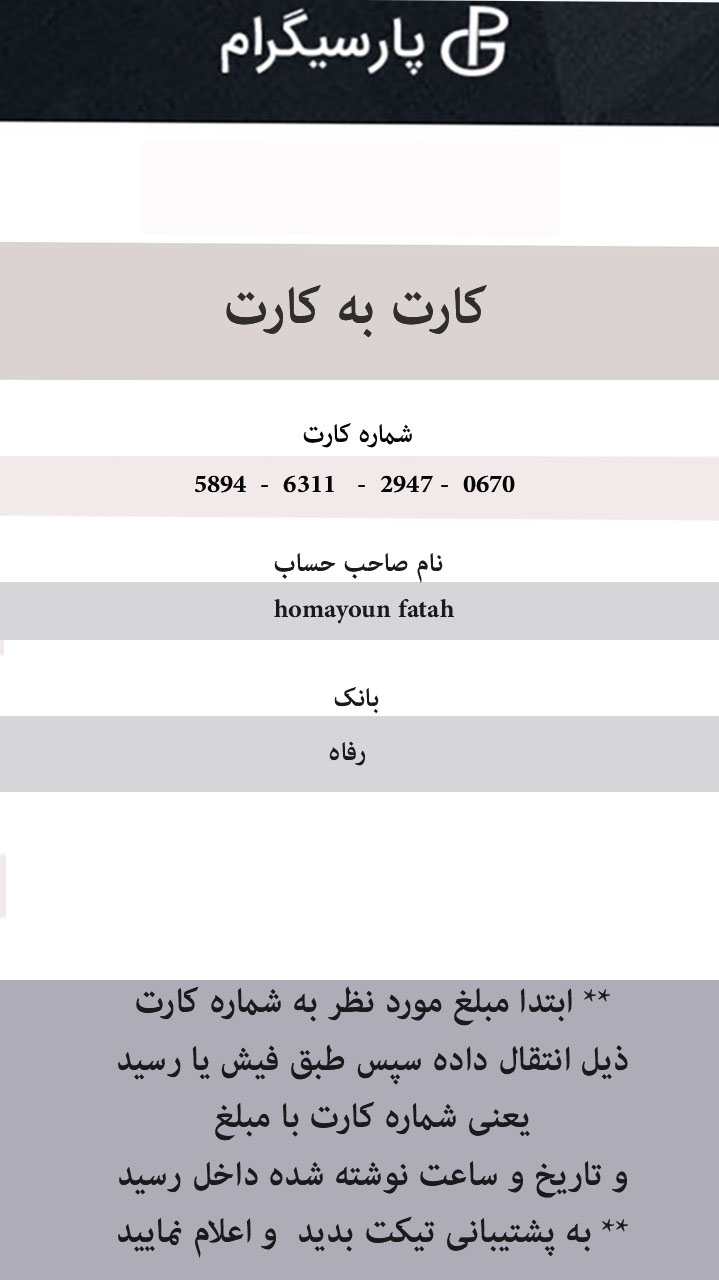 پارسیگرام
کارت به کارت
شماره کارت
5894 - 6311 - 2947 - 0670
نام صاحب حساب
homayoun fatah
بانک
رفاه
** ابتدا مبلغ مورد نظر به شماره کارت
ذیل انتقال داده سپس طبق فیش یا رسید
یعنی شماره کارت با مبلغ
و تاریخ و ساعت نوشته شده داخل رسید
** به پشتیبانی تیکت بدید و اعلام نمایید